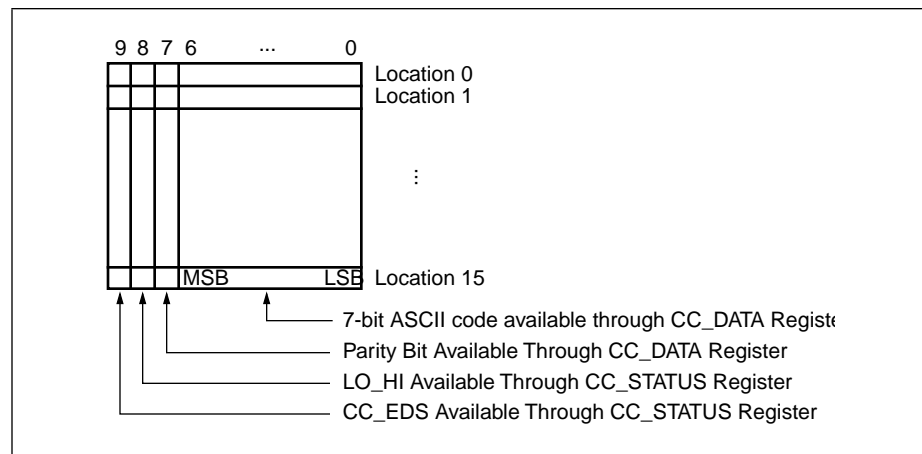 9 8 7 6 ... 0
Location 0
Location 1
...
MSB LSB Location 15
7-bit ASCII code available through CC_DATA Registe
Parity Bit Available Through CC_DATA Register
LO_HI Available Through CC_STATUS Register
CC_EDS Available Through CC_STATUS Register